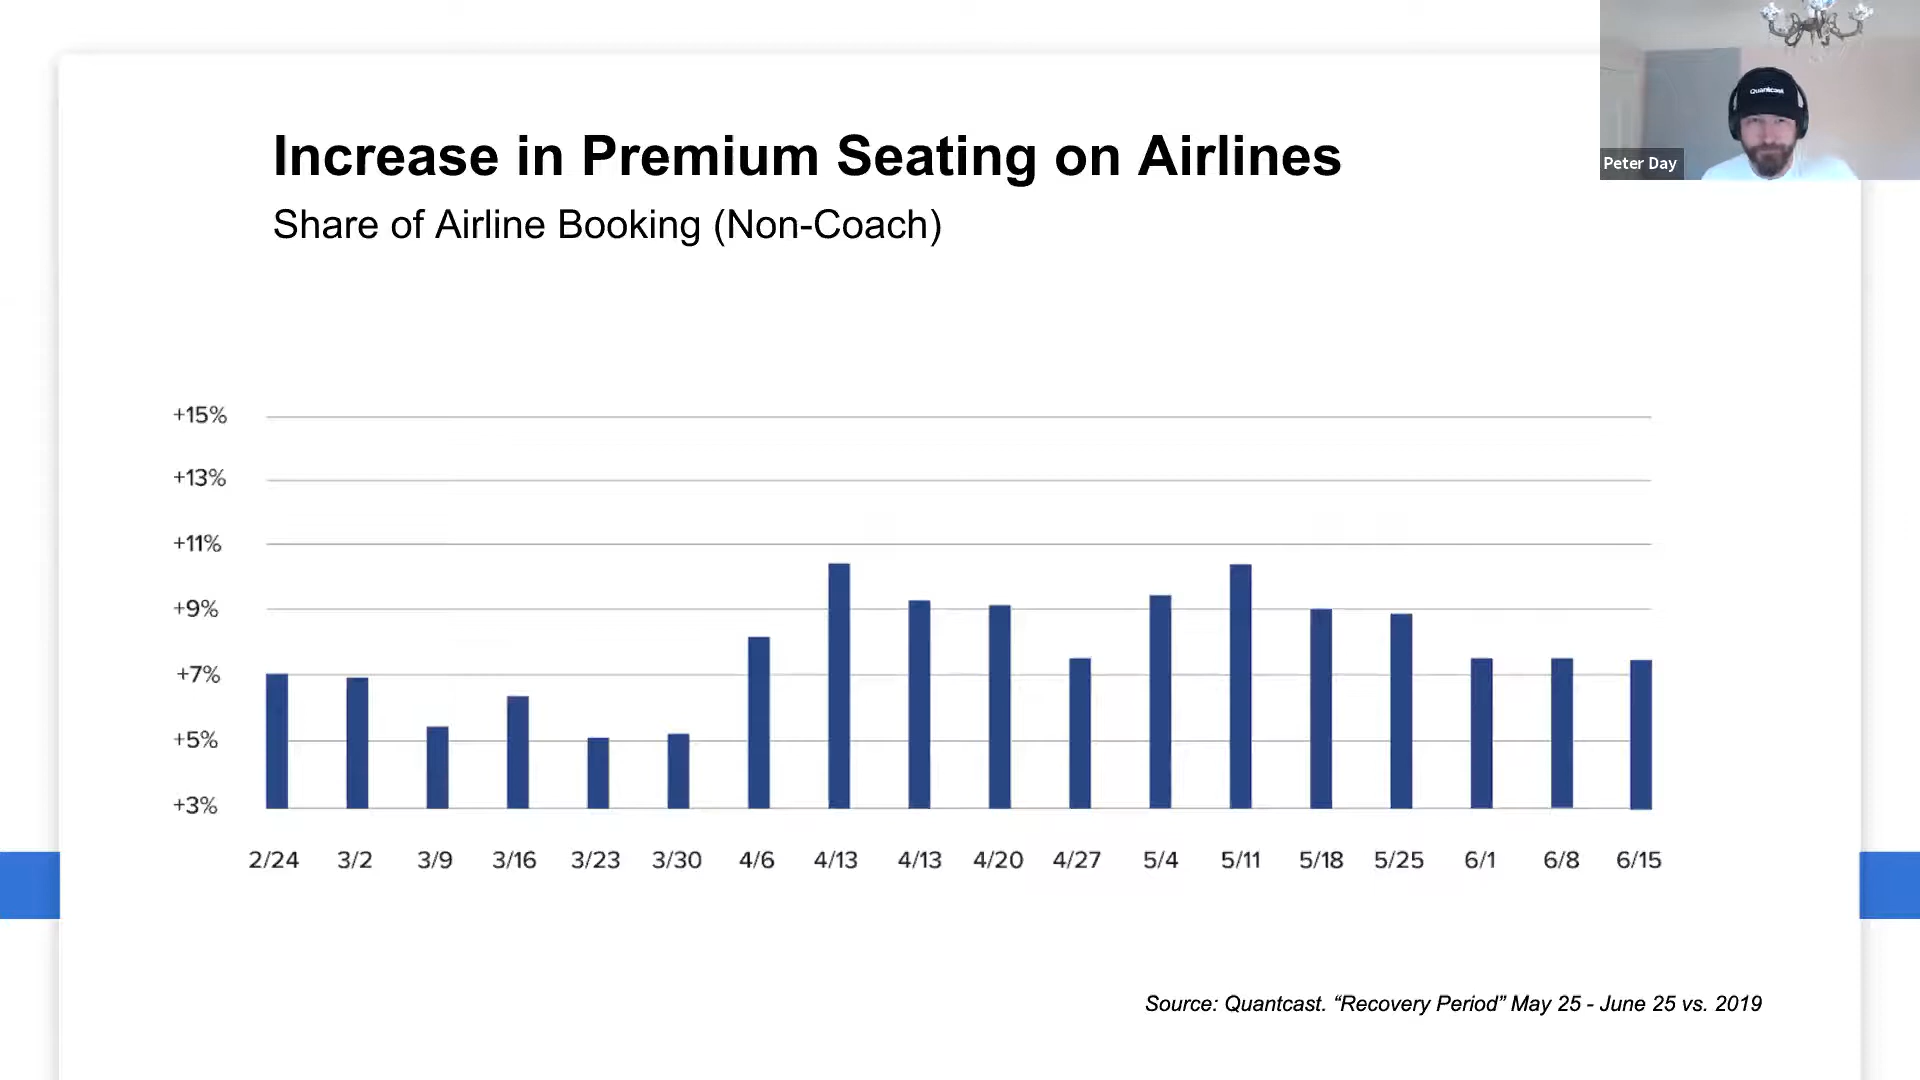 Quantcast
Peter Day
Increase in Premium Seating on Airlines
Share of Airline Booking (Non-Coach)
+15%
+13%
+11%
+9%
+7%
+5%
+3%
2/24 3/2 3/9 3/16 3/23 3/30 4/6 4/13 4/13 4/20 4/27 5/4 5/11 5/18 5/25 6/1 6/8 6/15
Source: Quantcast. “Recovery Period” May 25 - June 25 vs. 2019